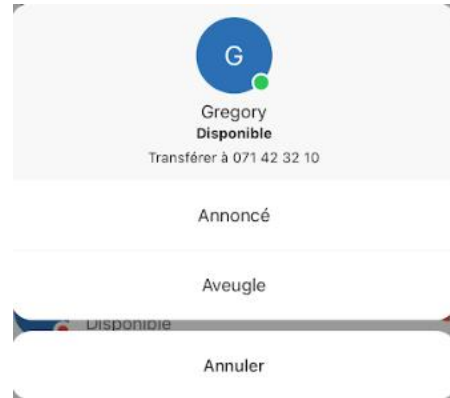 G
Gregory
Disponible
Transférer à 071 42 32 10
Annoncé
Aveugle
Disponible
Annuler